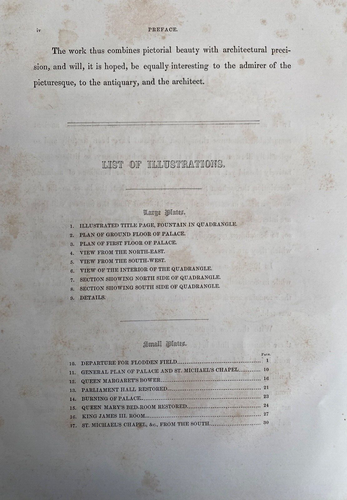 iv PREFACE.
The work thus combines pictorial beauty with architectural preci-
sion, and will, it is hoped, be equally interesting to the admirer of the
picturesque, to the antiquary, and the architect.
LIST OF ILLUSTRATIONS.
Large Plates.
1. ILLUSTRATED TITLE PAGE, FOUNTAIN IN QUADRANGLE.
2. PLAN OF GROUND FLOOR OF PALACE.
3. PLAN OF FIRST FLOOR OF PALACE.
4. VIEW FROM THE NORTH-EAST.
5. VIEW FROM THE SOUTH-WEST.
6. VIEW OF THE INTERIOR OF THE QUADRANGLE.
7. SECTION SHOWING NORTH SIDE OF QUADRANGLE.
8. SECTION SHOWING SOUTH SIDE OF QUADRANGLE.
9. DETAILS.
Small Plates.
PAGE.
10. DEPARTURE FOR FLODDEN FIELD 1
11. GENERAL PLAN OF PALACE AND ST. MICHAEL'S CHAPEL 10
12. QUEEN MARGARET'S BOWER 16
13. PARLIAMENT HALL RESTORED 21
14. BURNING OF PALACE 23
15. QUEEN MARY'S BED-ROOM RESTORED 24
16. KING JAMES III. ROOM 27
17. ST. MICHAEL'S CHAPEL, &c., FROM THE SOUTH 30